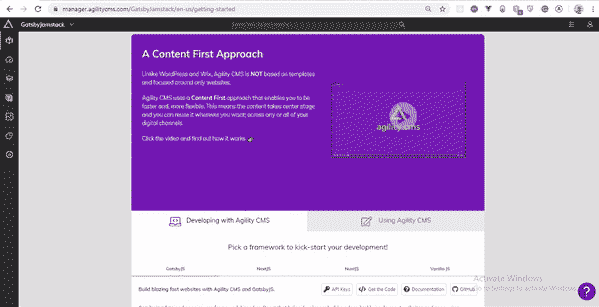 manager.agilitycms.com/GatsbyJamstack/en-us/getting-started
GatsbyJamstack
A Content First Approach
Unlike WordPress and Wix, Agility CMS is NOT based on templates
and focused around only websites.
Agility CMS uses a Content First approach that enables you to be
faster and more flexible. This means the content takes center stage
and you can reuse it wherever you want, across any or all of your
digital channels.
Click the video and find out how it works
agilitycms
Developing with Agility CMS
Using Agility CMS
Pick a framework to kick-start your development!
GatsbyJS
NextJS
NuxtJS
Vanilla JS
Build blazing fast websites with Agility CMS and GatsbyJS.
API Keys
Get the Code
Documentation
GitHub
Activate Windows
Go to Settings to activate Windows